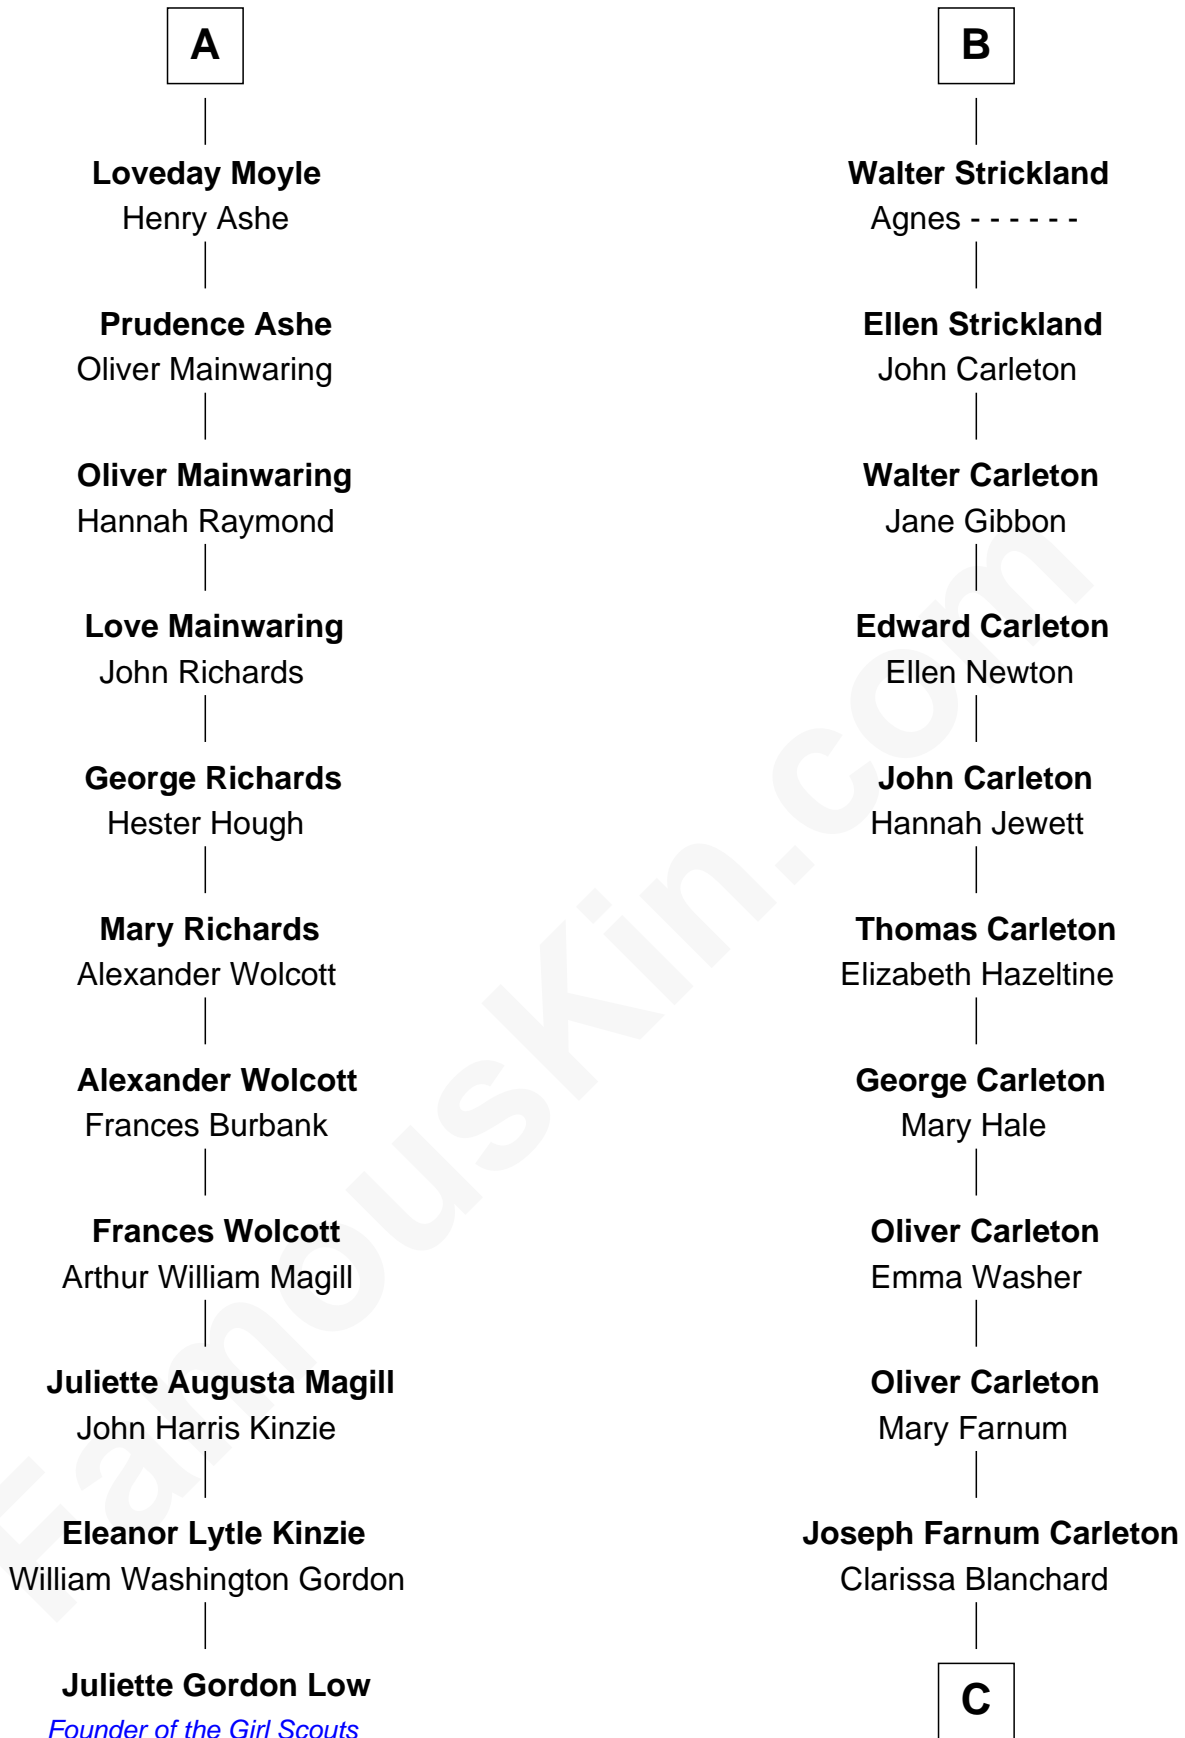 A
Loveday Moyle
Henry Ashe
Prudence Ashe
Oliver Mainwaring
Oliver Mainwaring
Hannah Raymond
Love Mainwaring
John Richards
George Richards
Hester Hough
Mary Richards
Alexander Wolcott
Alexander Wolcott
Frances Burbank
Frances Wolcott
Arthur William Magill
Juliette Augusta Magill
John Harris Kinzie
Eleanor Lytle Kinzie
William Washington Gordon
Juliette Gordon Low
Founder of the Girl Scouts
B
Walter Strickland
Agnes - - - - - -
Ellen Strickland
John Carleton
Walter Carleton
Jane Gibbon
Edward Carleton
Ellen Newton
John Carleton
Hannah Jewett
Thomas Carleton
Elizabeth Hazeltine
George Carleton
Mary Hale
Oliver Carleton
Emma Washer
Oliver Carleton
Mary Farnum
Joseph Farnum Carleton
Clarissa Blanchard
C
FamousKin.com